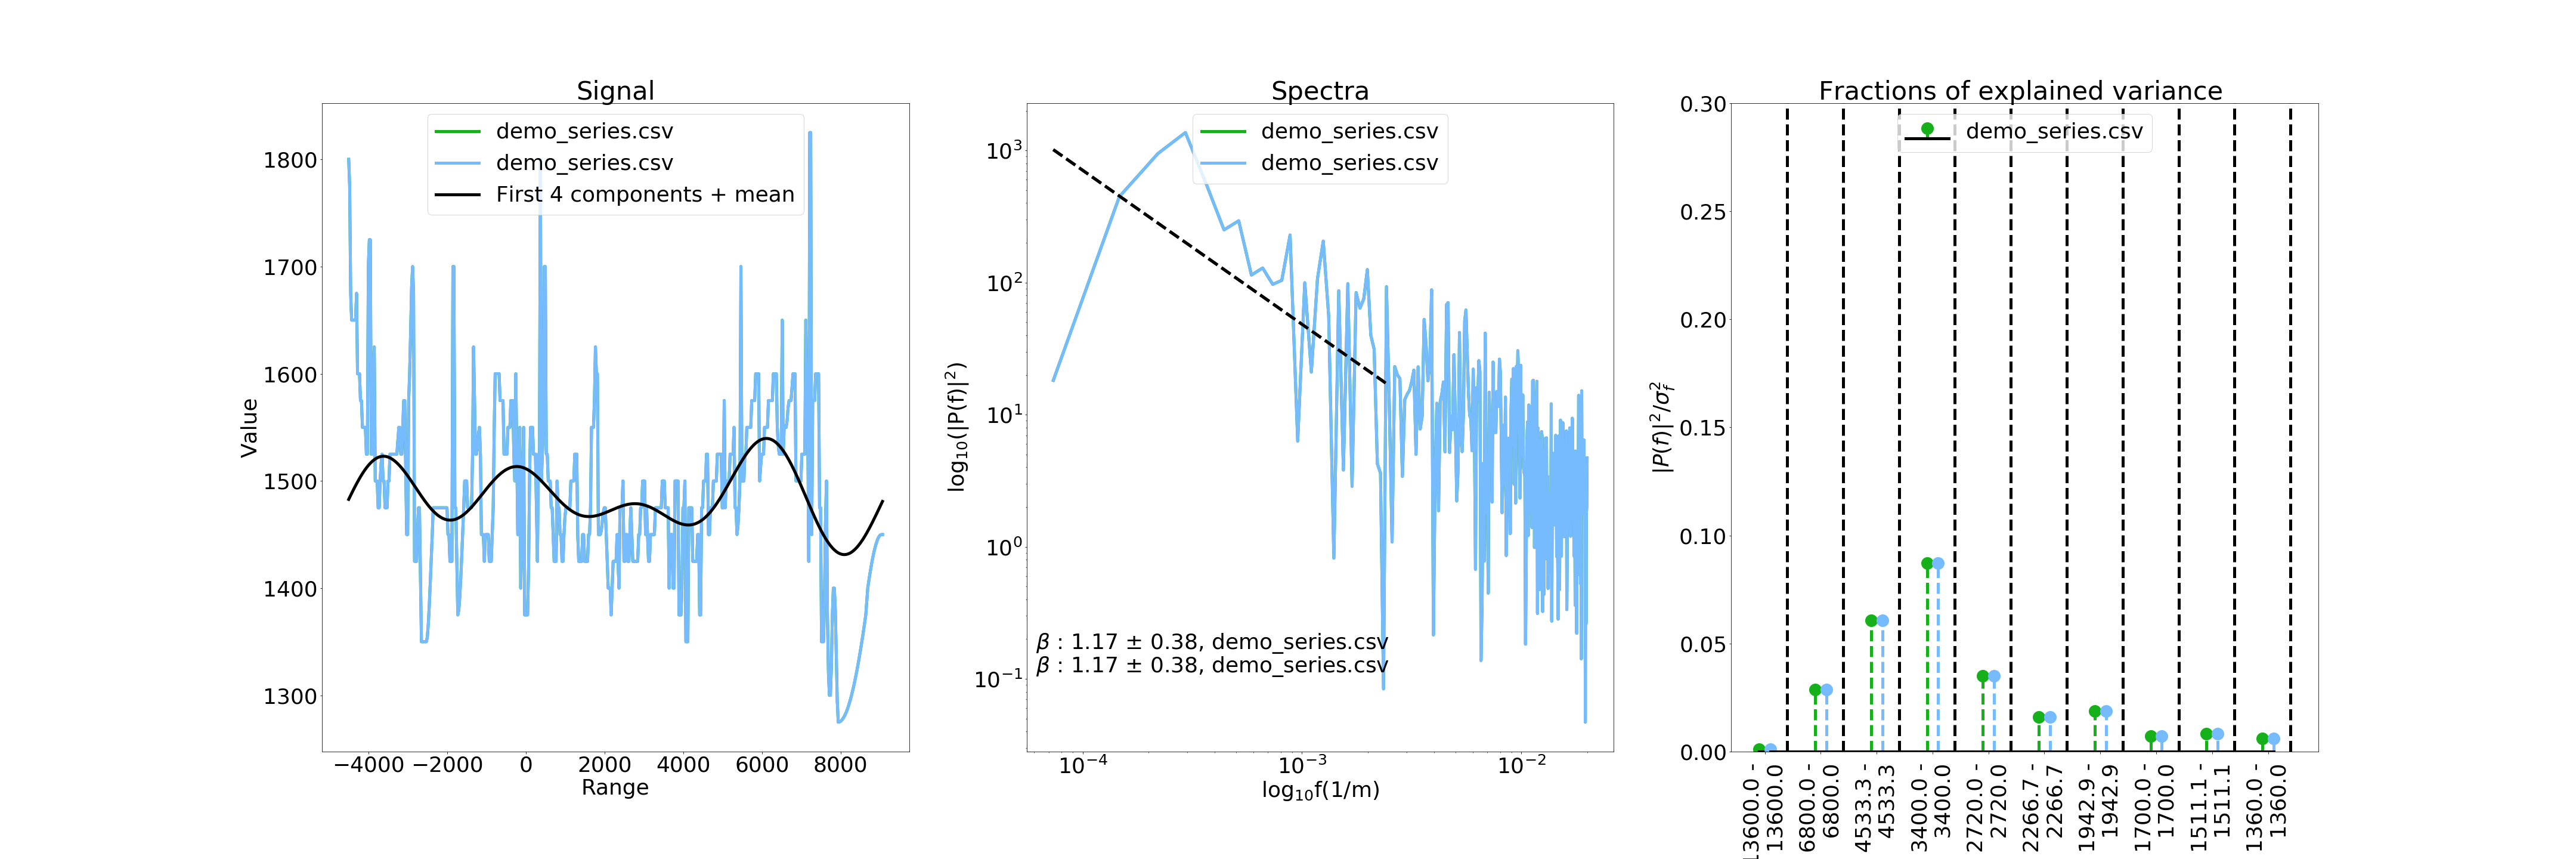 Signal
demo_series.csv
demo_series.csv
First 4 components + mean
Value
1800
1700
1600
1500
1400
1300
−4000 −2000 0 2000 4000 6000 8000
Range
Spectra
demo_series.csv
demo_series.csv
log₁₀(|P(f)|²)
10³
10²
10¹
10⁰
10⁻¹
β : 1.17 ± 0.38, demo_series.csv
β : 1.17 ± 0.38, demo_series.csv
10⁻⁴ 10⁻³ 10⁻²
log₁₀f(1/m)
Fractions of explained variance
demo_series.csv
|P(f)|²/σ²f
0.30
0.25
0.20
0.15
0.10
0.05
0.00
13600.0 -
13600.0
6800.0 -
6800.0
4533.3 -
4533.3
3400.0 -
3400.0
2720.0 -
2720.0
2266.7 -
2266.7
1942.9 -
1942.9
1700.0 -
1700.0
1511.1 -
1511.1
1360.0 -
1360.0